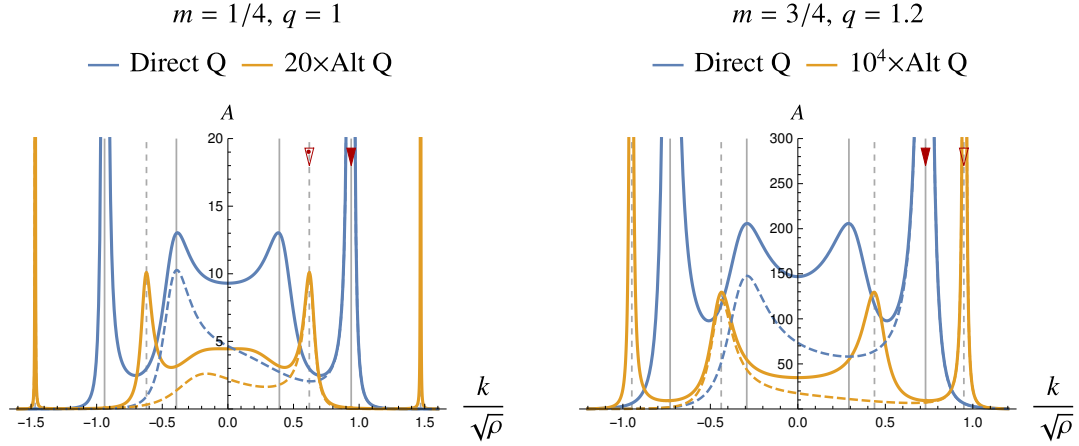 m = 1/4, q = 1
Direct Q 20×Alt Q
A
20
15
10
5
−1.5 −1.0 −0.5 0.0 0.5 1.0 1.5
k/√ρ
m = 3/4, q = 1.2
Direct Q 10⁴×Alt Q
A
300
250
200
150
100
50
−1.0 −0.5 0.0 0.5 1.0
k/√ρ